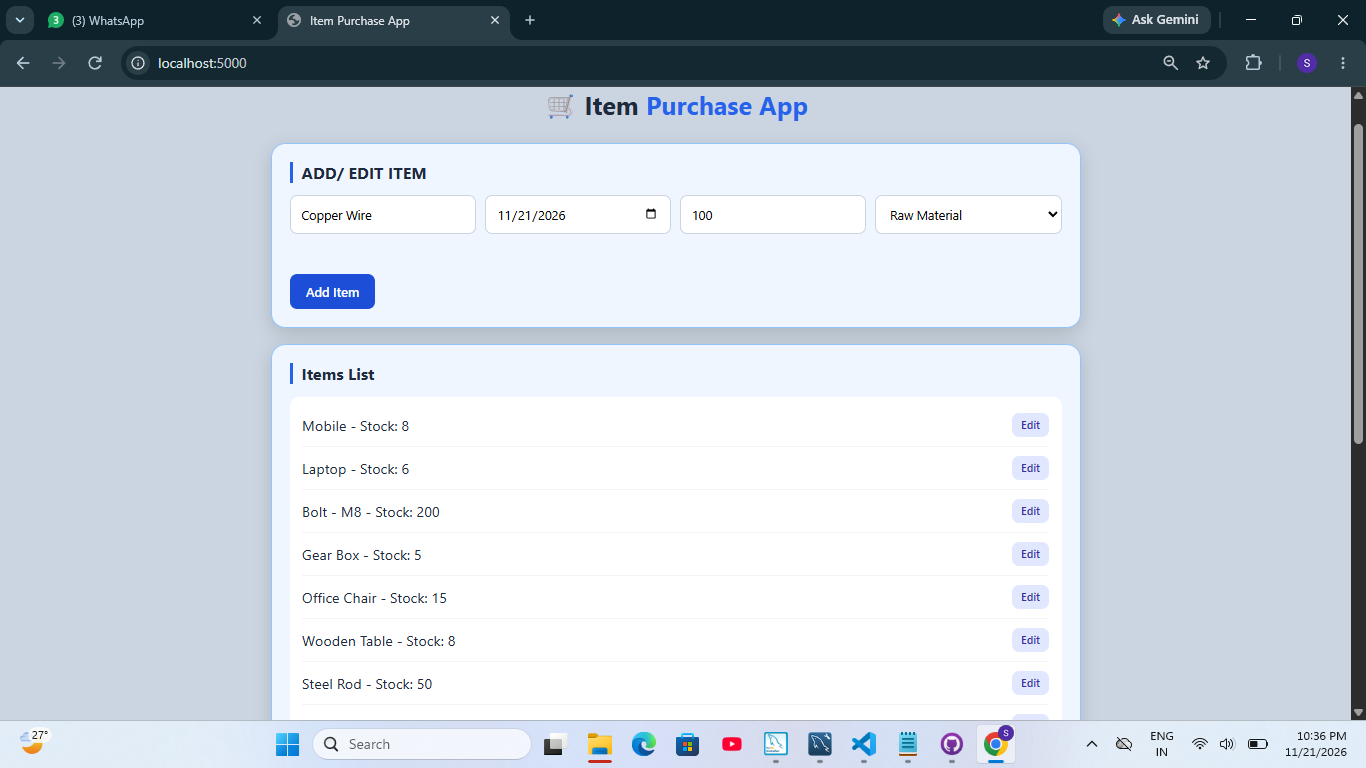 3
(3) WhatsApp
Item Purchase App
Ask Gemini
localhost:5000
S
Item Purchase App
ADD/ EDIT ITEM
Copper Wire
11/21/2026
100
Raw Material
Add Item
Items List
Mobile - Stock: 8
Edit
Laptop - Stock: 6
Edit
Bolt - M8 - Stock: 200
Edit
Gear Box - Stock: 5
Edit
Office Chair - Stock: 15
Edit
Wooden Table - Stock: 8
Edit
Steel Rod - Stock: 50
Edit
27°
Search
S
ENG
IN
10:36 PM
11/21/2026